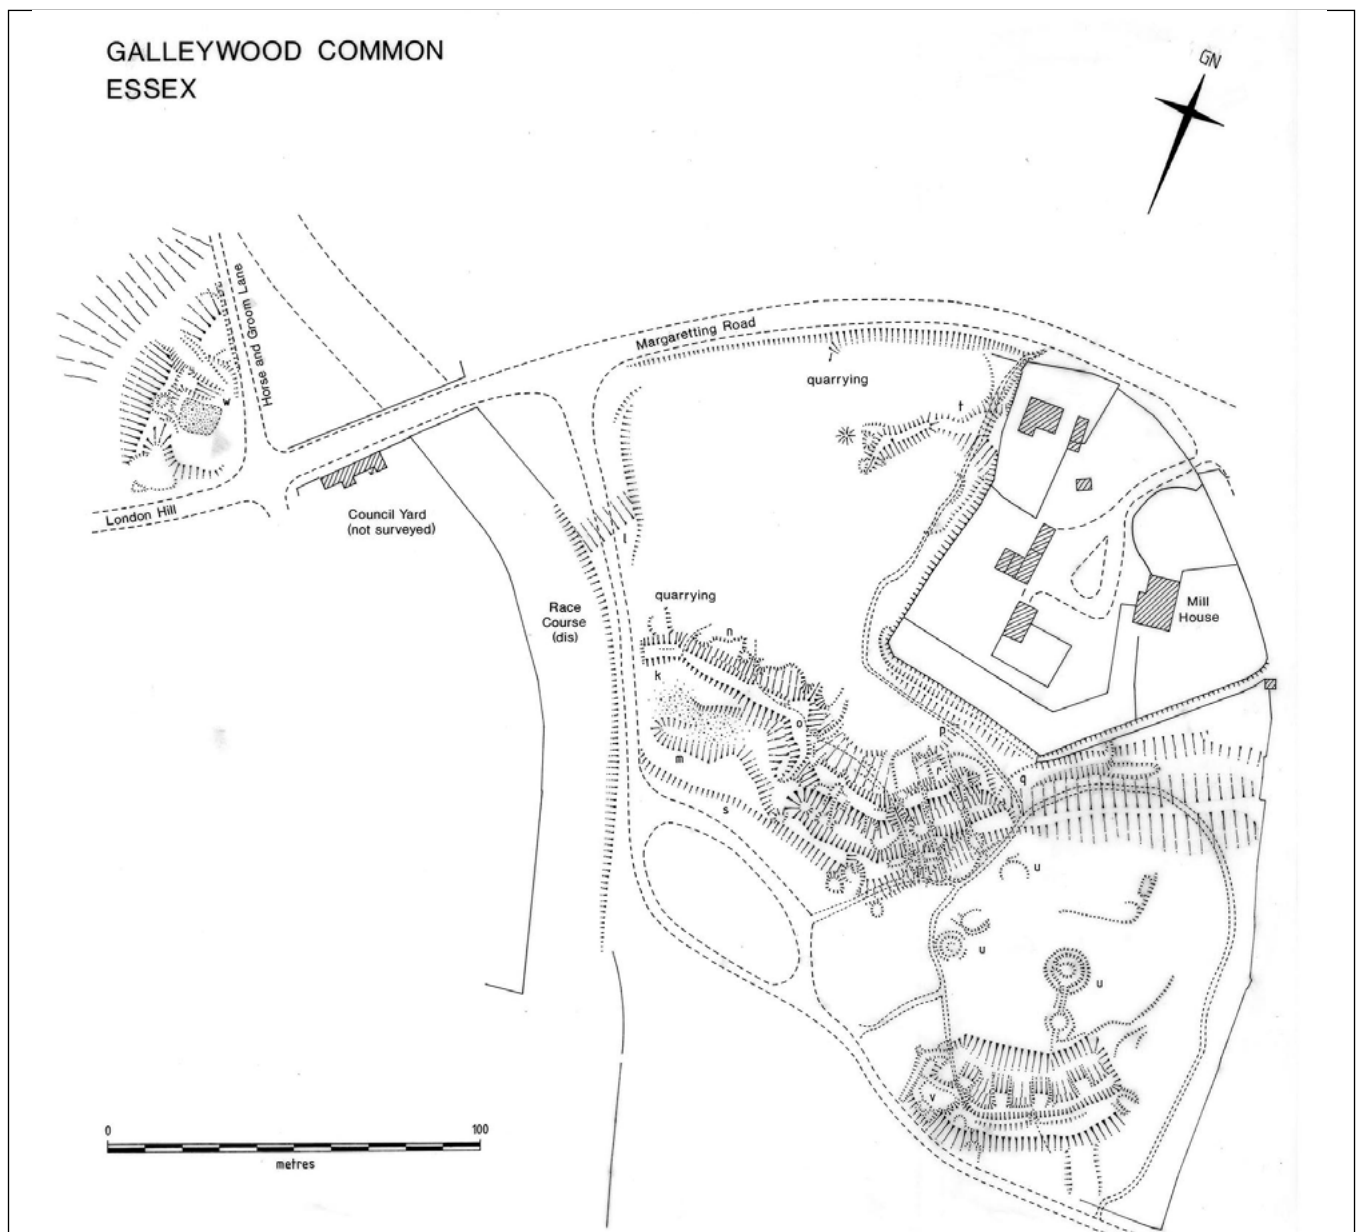 GALLEYWOOD COMMON
ESSEX
GN
Horse and Groom Lane
Margaretting Road
quarrying
j
t
w
London Hill
Council Yard
(not surveyed)
l
quarrying
Race
Course
(dis)
Mill
House
n
k
o
p
m
r
q
s
u
u
u
v
0
100
metres